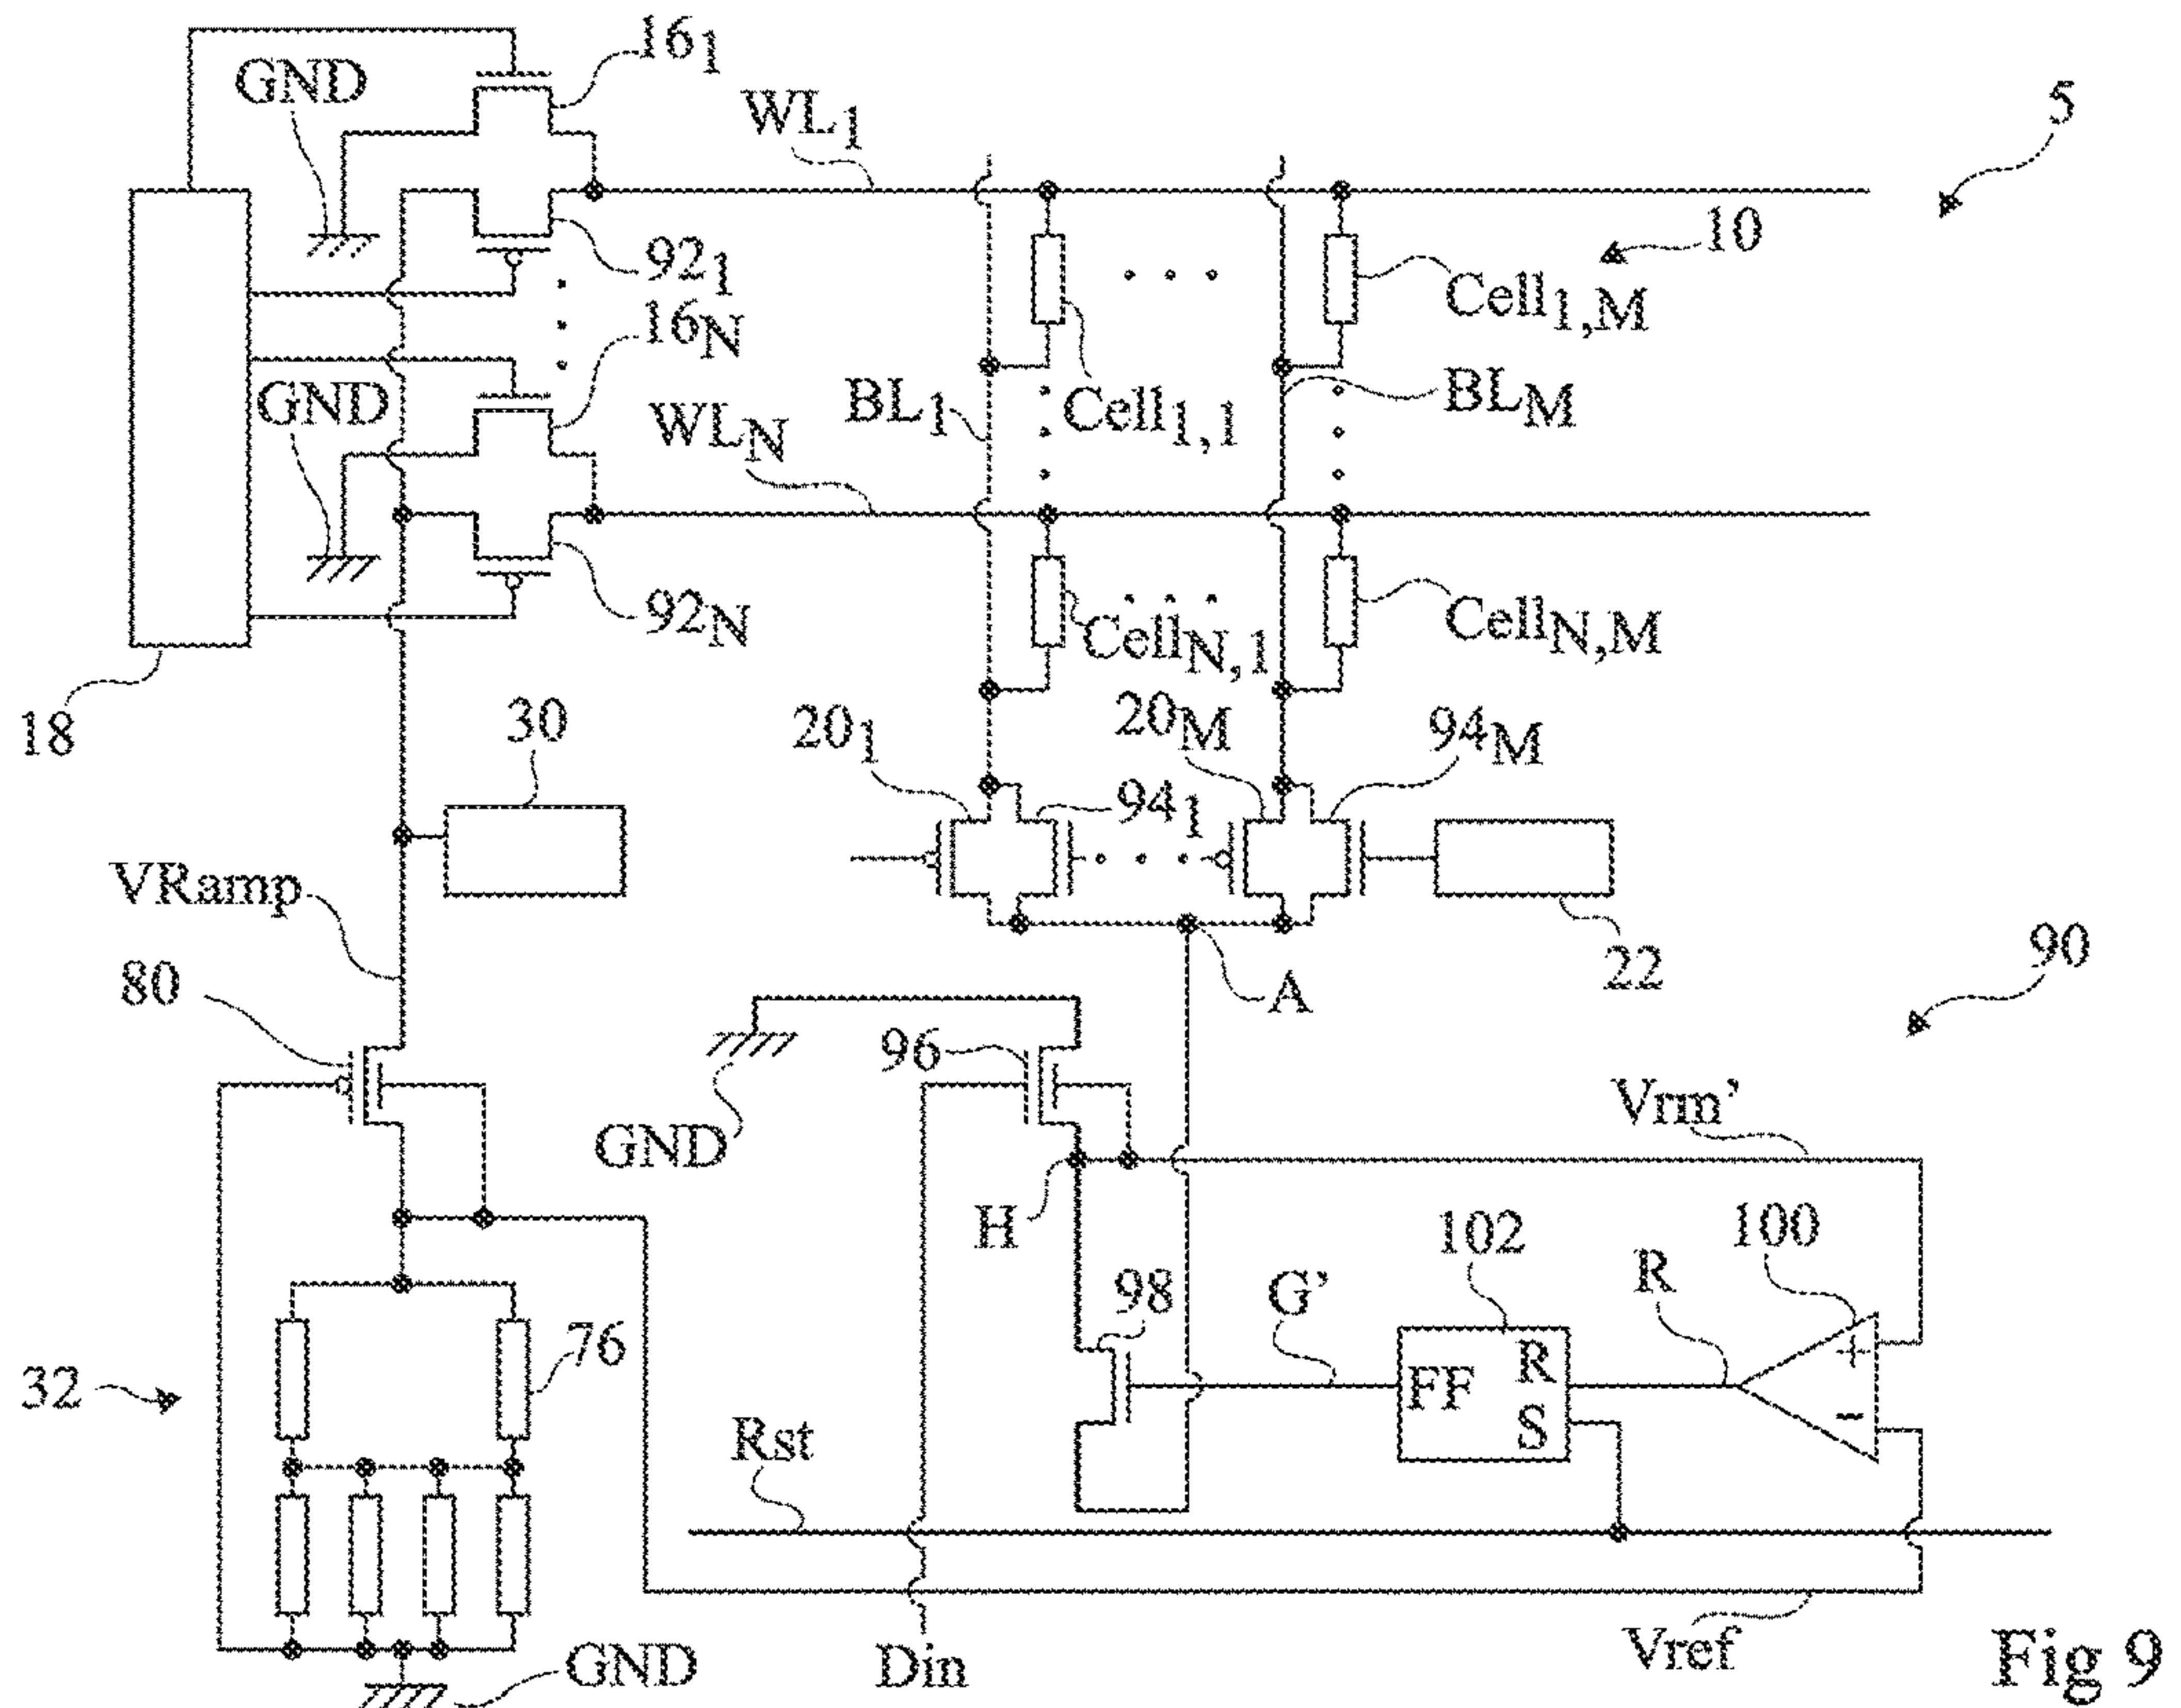 16₁
GND
WL₁
5
10
92₁
Cell₁,M
16N
GND
BL₁
Cell₁,₁
BLM
WLN
92N
CellN,₁
CellN,M
18
30
20₁
20M
94M
94₁
VRamp
22
90
80
A
96
GND
Vrm’
H
102
100
98
G’
R
76
32
FF
R
S
+
-
Rst
Din
Vref
GND
Fig 9